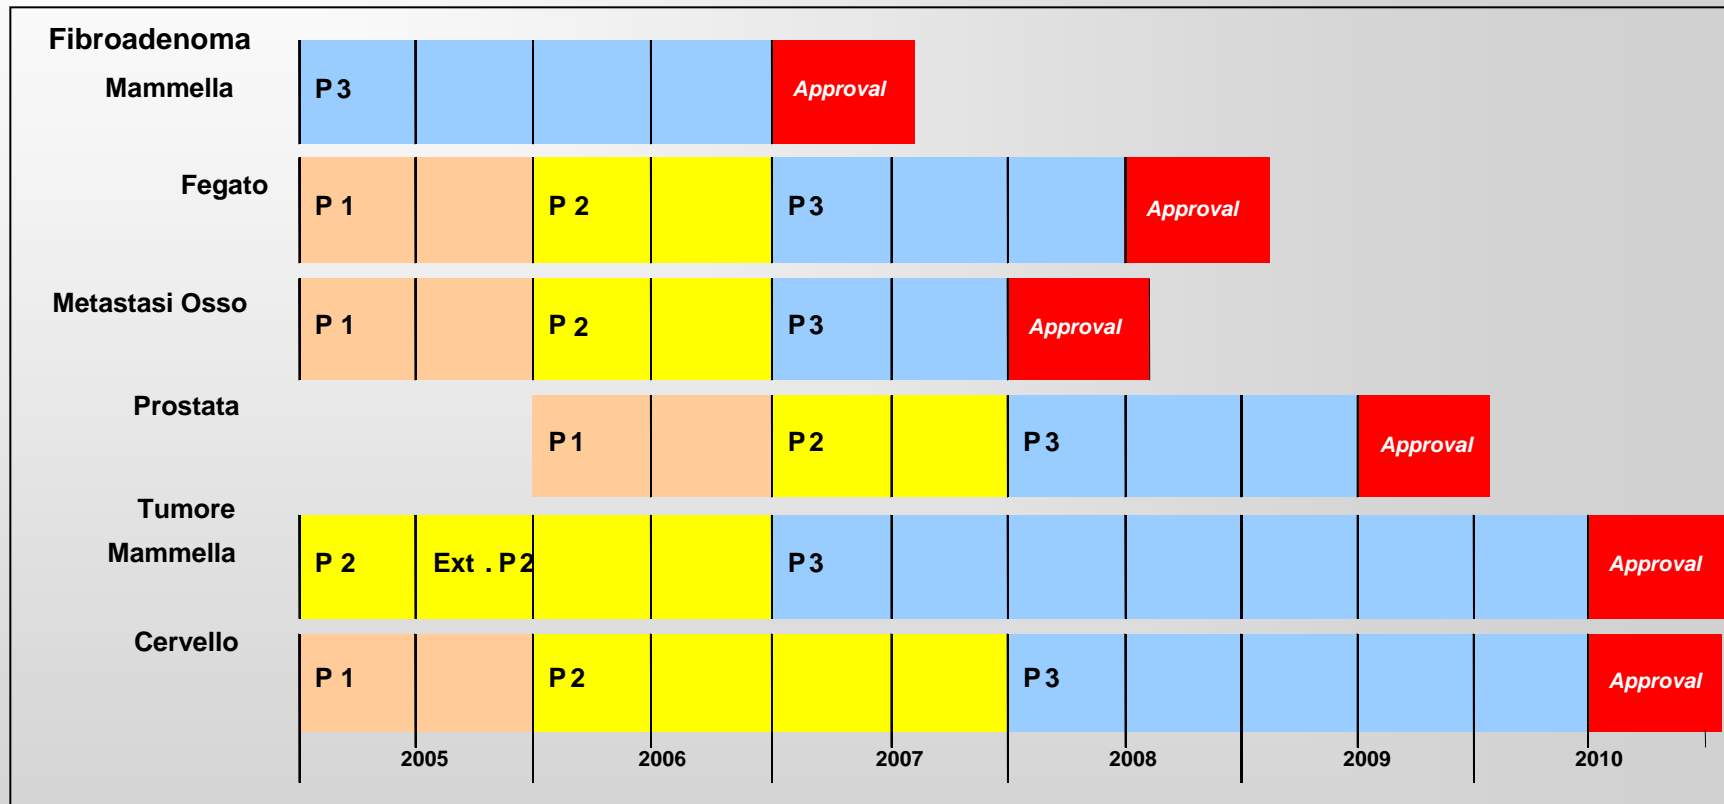 Fibroadenoma
Mammella
P 3
Approval
Fegato
P 1
P 2
P 3
Approval
Metastasi Osso
P 1
P 2
P 3
Approval
Prostata
P 1
P 2
P 3
Approval
Tumore
Mammella
P 2
Ext . P 2
P 3
Approval
Cervello
P 1
P 2
P 3
Approval
2005
2006
2007
2008
2009
2010